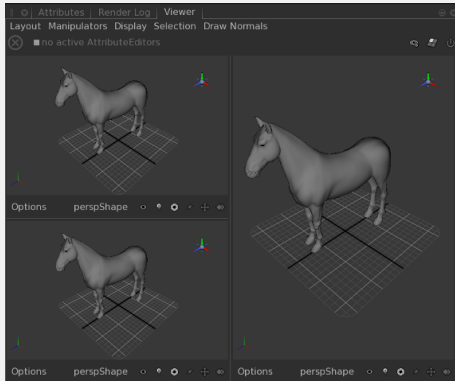 Attributes Render Log Viewer
Layout Manipulators Display Selection Draw Normals
no active AttributeEditors
Options perspShape
Options perspShape
Options perspShape